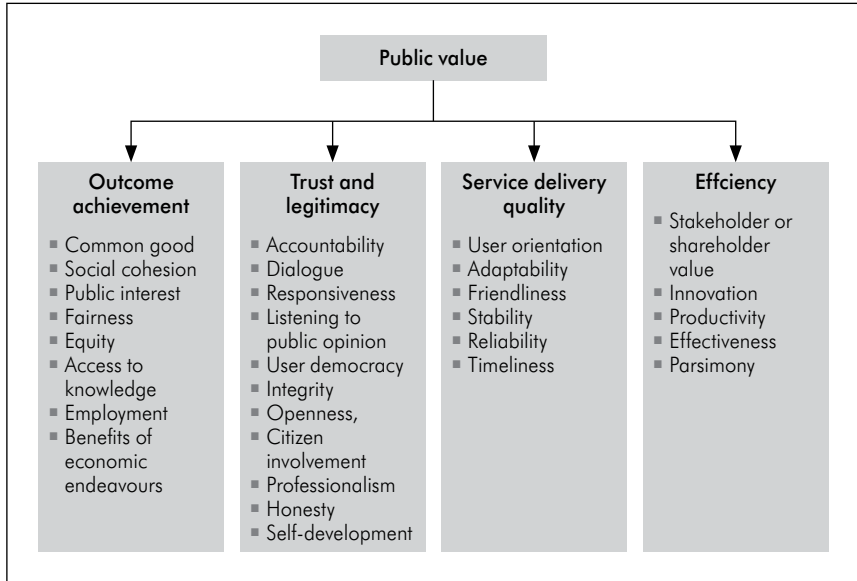 Public value
Outcome
achievement
■ Common good
■ Social cohesion
■ Public interest
■ Fairness
■ Equity
■ Access to
knowledge
■ Employment
■ Benefits of
economic
endeavours
Trust and
legitimacy
■ Accountability
■ Dialogue
■ Responsiveness
■ Listening to
public opinion
■ User democracy
■ Integrity
■ Openness,
■ Citizen
involvement
■ Professionalism
■ Honesty
■ Self-development
Service delivery
quality
■ User orientation
■ Adaptability
■ Friendliness
■ Stability
■ Reliability
■ Timeliness
Effciency
■ Stakeholder or
shareholder
value
■ Innovation
■ Productivity
■ Effectiveness
■ Parsimony